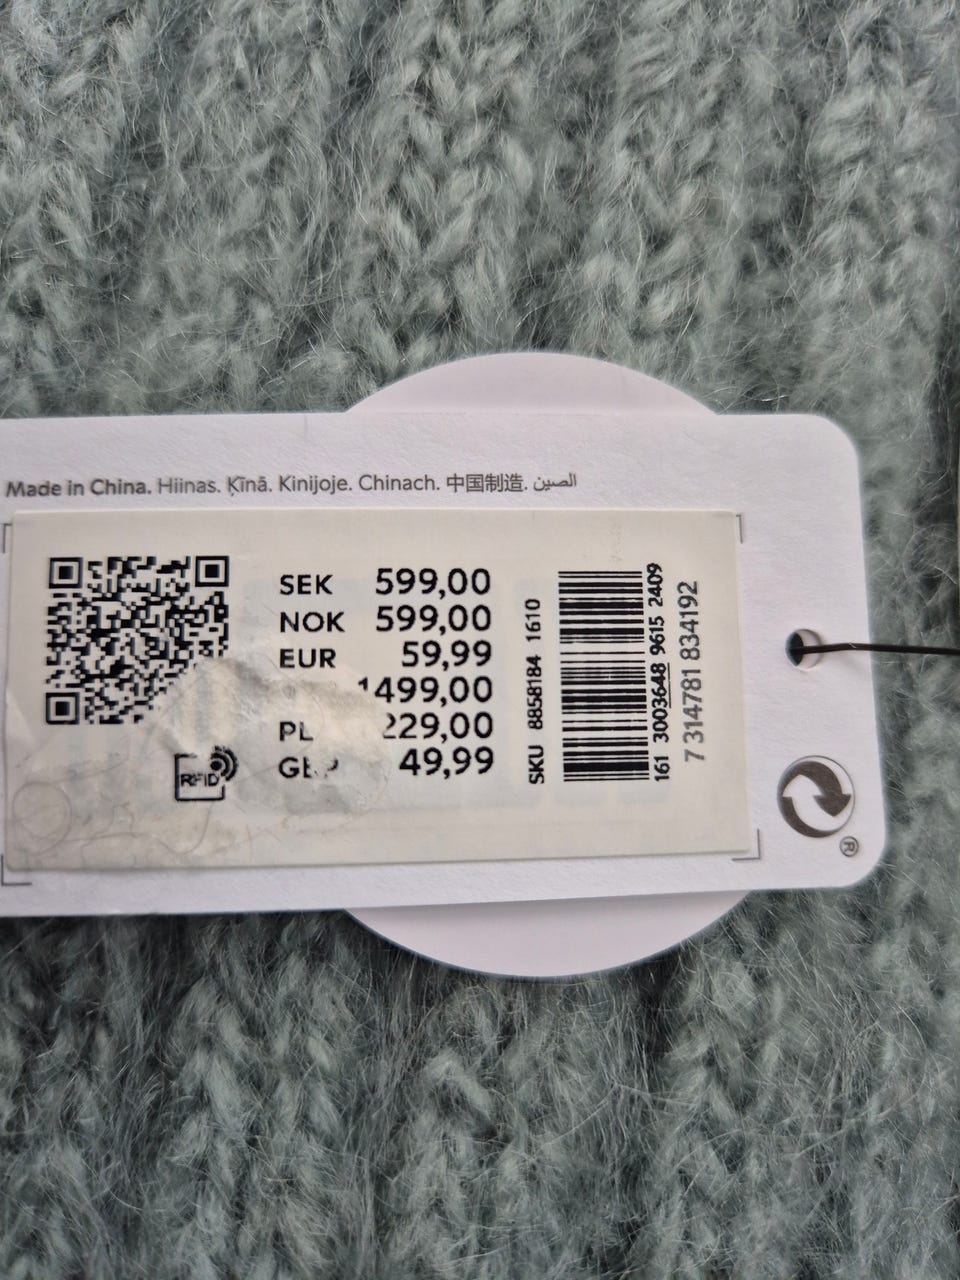 Made in China. Hiinas. Ķīnā. Kinijoje. Chinach. 中国制造. الصين
SEK 599,00
NOK 599,00
EUR 59,99
1499,00
229,00
49,99
RFID
SKU 8858184 1610
161 3003648 9615 2409
7 314781 834192
®